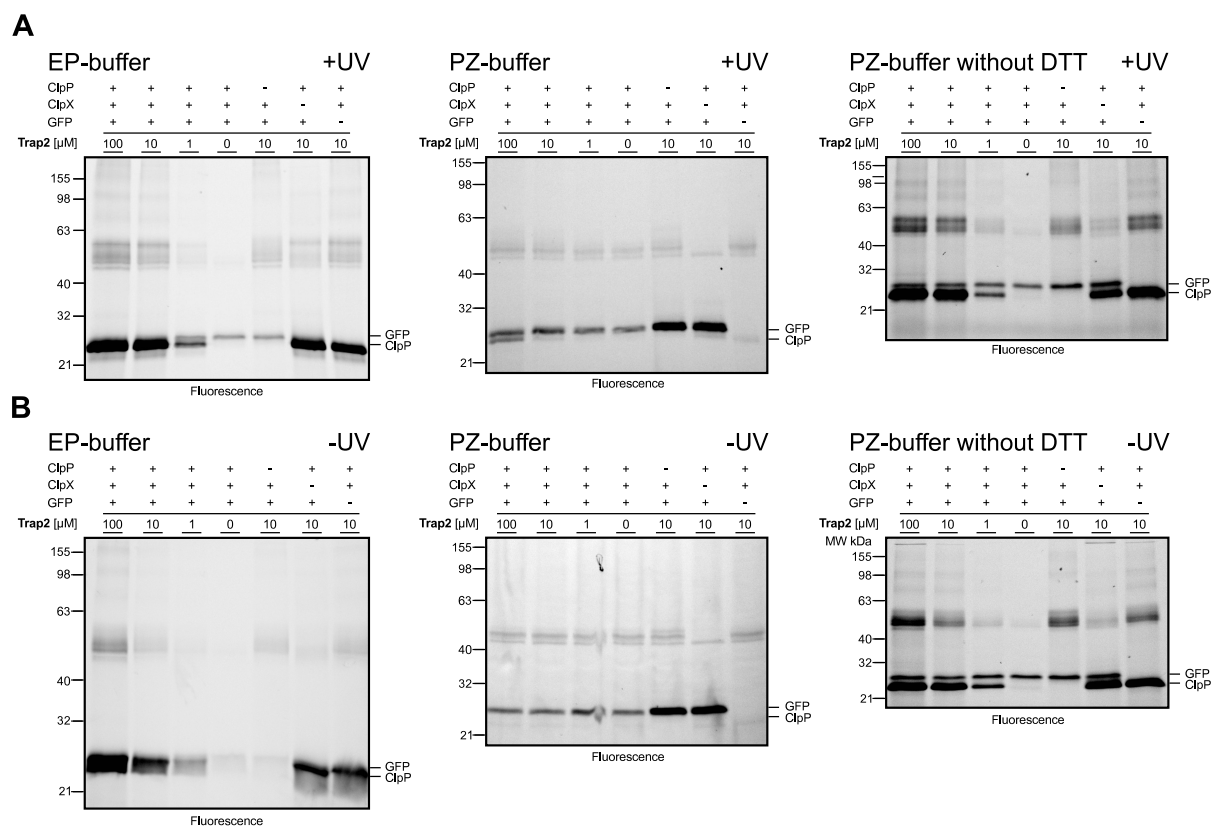 A
EP-buffer +UV
ClpP + + + + - + +
ClpX + + + + + - +
GFP + + + + + + -
Trap2 [µM] 100 10 1 0 10 10 10
155
98
63
40
32
21
GFP
ClpP
Fluorescence
PZ-buffer +UV
ClpP + + + + - + +
ClpX + + + + + - +
GFP + + + + + + -
Trap2 [µM] 100 10 1 0 10 10 10
155
98
63
40
32
21
GFP
ClpP
Fluorescence
PZ-buffer without DTT +UV
ClpP + + + + - + +
ClpX + + + + + - +
GFP + + + + + + -
Trap2 [µM] 100 10 1 0 10 10 10
155
98
63
40
32
21
GFP
ClpP
Fluorescence
B
EP-buffer -UV
ClpP + + + + - + +
ClpX + + + + + - +
GFP + + + + + + -
Trap2 [µM] 100 10 1 0 10 10 10
155
98
63
40
32
21
GFP
ClpP
Fluorescence
PZ-buffer -UV
ClpP + + + + - + +
ClpX + + + + + - +
GFP + + + + + + -
Trap2 [µM] 100 10 1 0 10 10 10
155
98
63
40
32
21
GFP
ClpP
Fluorescence
PZ-buffer without DTT -UV
ClpP + + + + - + +
ClpX + + + + + - +
GFP + + + + + + -
Trap2 [µM] 100 10 1 0 10 10 10
MW kDa
155
98
63
40
32
21
GFP
ClpP
Fluorescence